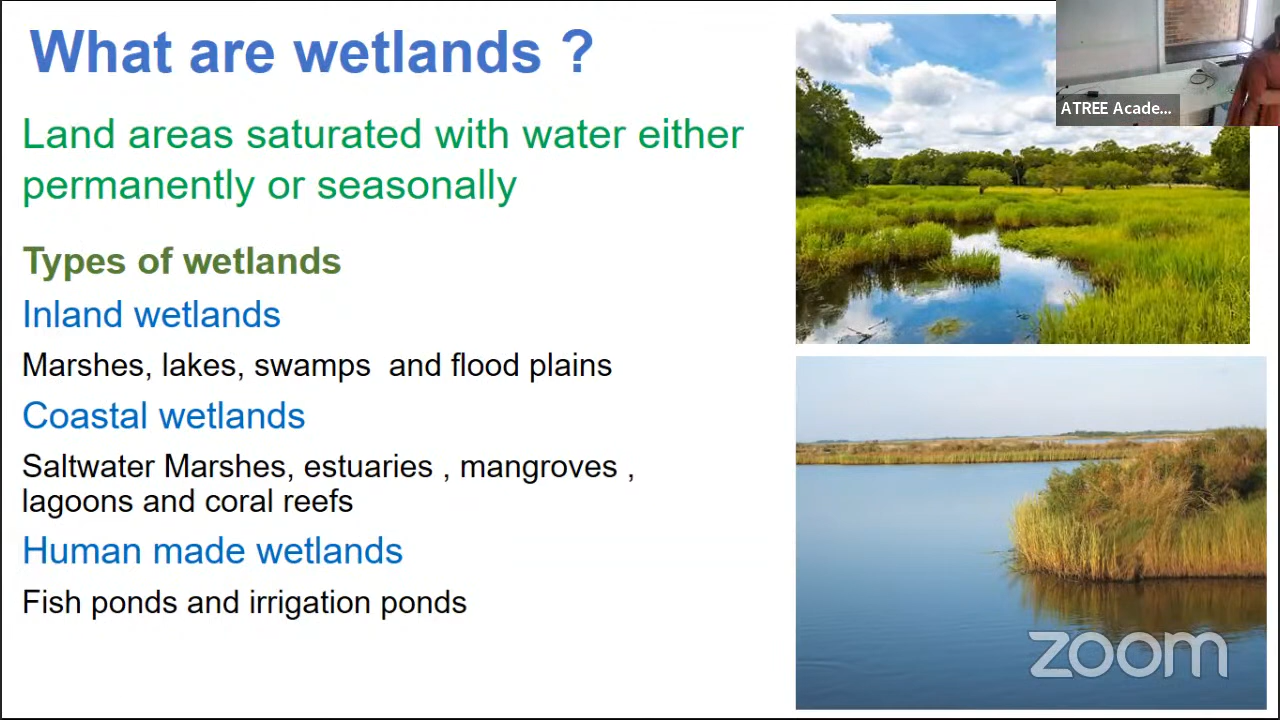 What are wetlands ?
ATREE Acade...
Land areas saturated with water either
permanently or seasonally
Types of wetlands
Inland wetlands
Marshes, lakes, swamps  and flood plains
Coastal wetlands
Saltwater Marshes, estuaries , mangroves ,
lagoons and coral reefs
Human made wetlands
Fish ponds and irrigation ponds
zoom